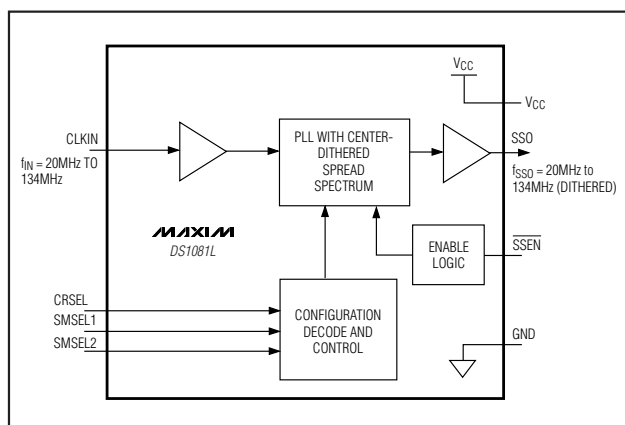 VCC
VCC
CLKIN
fIN = 20MHz TO
134MHz
PLL WITH CENTER-
DITHERED
SPREAD
SPECTRUM
SSO
fSSO = 20MHz to
134MHz (DITHERED)
MAXIM
DS1081L
ENABLE
LOGIC
SSEN
CRSEL
SMSEL1
SMSEL2
CONFIGURATION
DECODE AND
CONTROL
GND